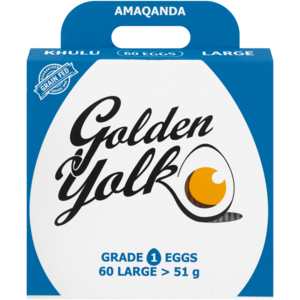 AMAQANDA
KHULU (60 EGGS) LARGE
GRAIN FED
Golden
Yolk
GRADE 1 EGGS
60 LARGE > 51 g